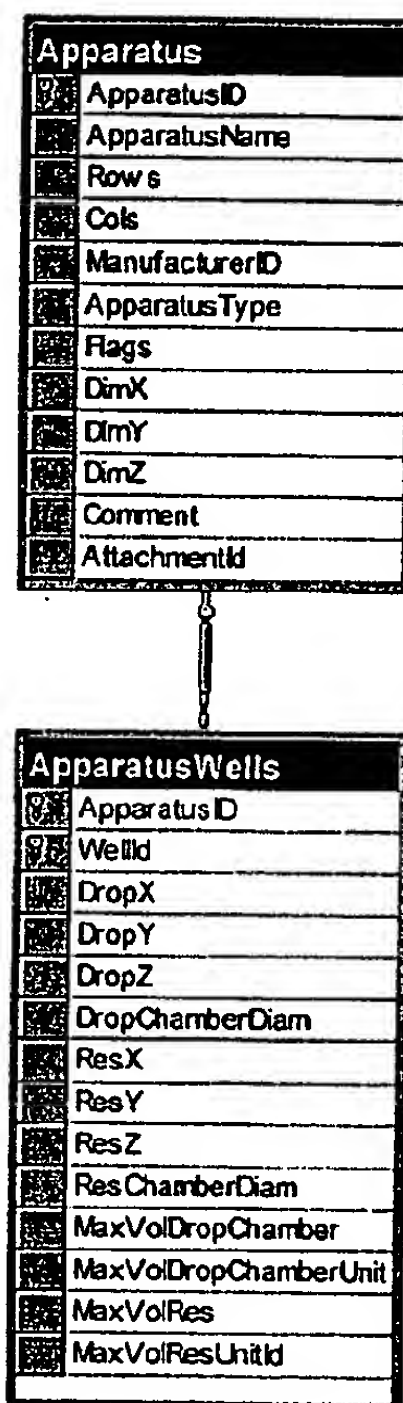 Apparatus
ApparatusID
ApparatusName
Rows
Cols
ManufacturerID
ApparatusType
Flags
DimX
DimY
DimZ
Comment
AttachmentId
ApparatusWells
ApparatusID
WellId
DropX
DropY
DropZ
DropChamberDiam
ResX
ResY
ResZ
ResChamberDiam
MaxVolDropChamber
MaxVolDropChamberUnit
MaxVolRes
MaxVolResUnitId